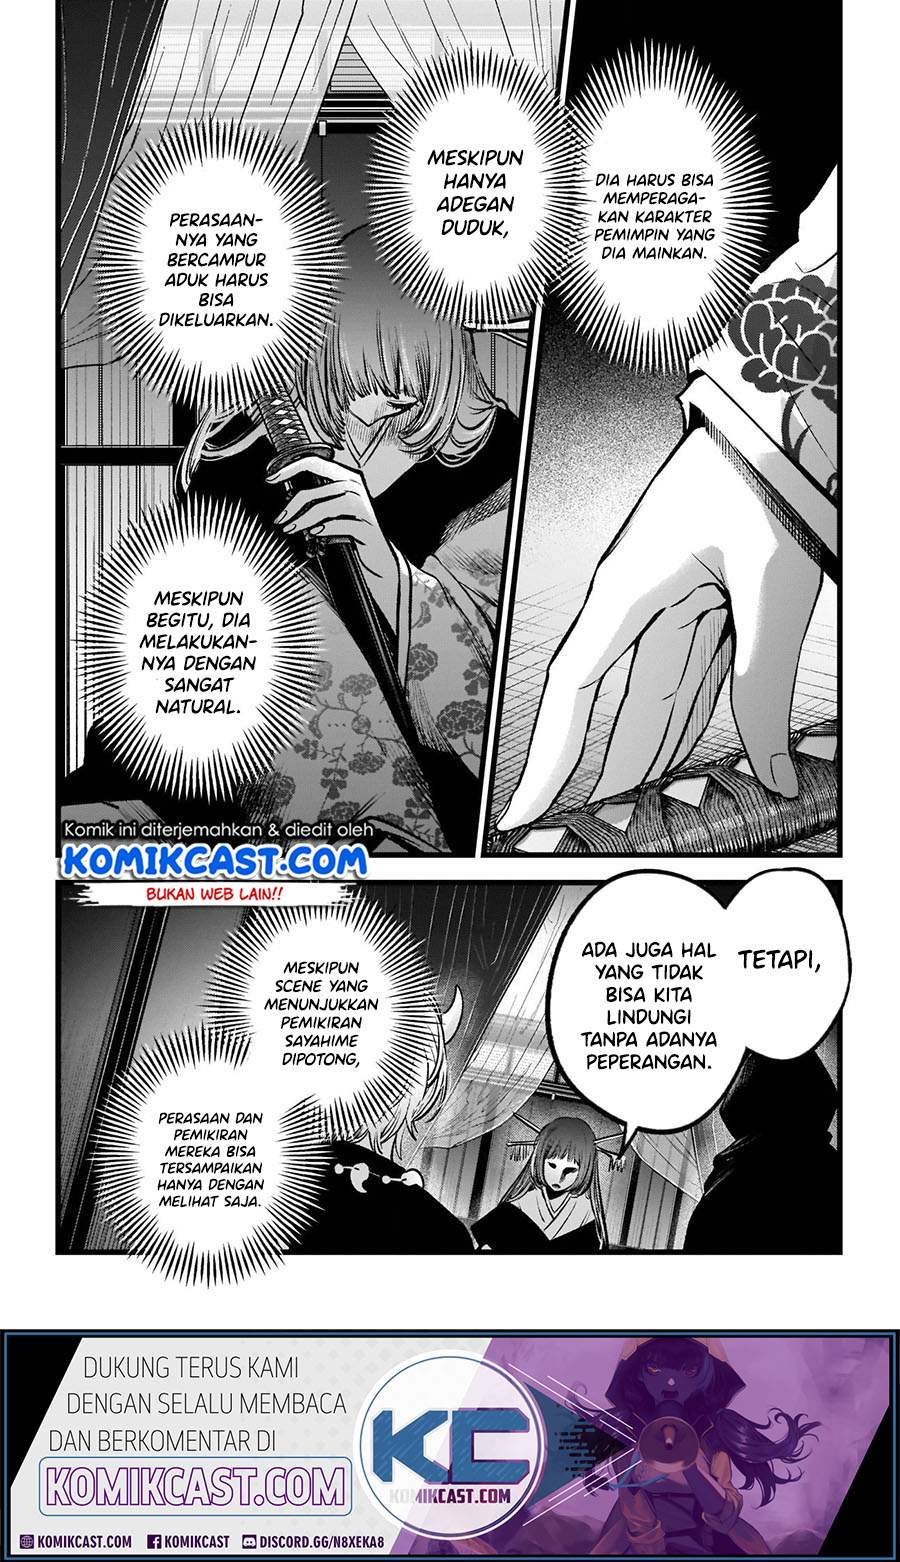 DIA HARUS BISA
MEMPERAGA-
KAN KARAKTER
PEMIMPIN YANG
DIA MAINKAN.
MESKIPUN
HANYA
ADEGAN
DUDUK,
PERASAAN-
NYA YANG
BERCAMPUR
ADUK HARUS
BISA
DIKELUARKAN.
MESKIPUN
BEGITU, DIA
MELAKUKAN-
NYA DENGAN
SANGAT
NATURAL.
Komik ini diterjemahkan & diedit oleh
KOMIKCAST.COM
BUKAN WEB LAIN!!
TETAPI,
ADA JUGA HAL
YANG TIDAK
BISA KITA
LINDUNGI
TANPA ADANYA
PEPERANGAN.
MESKIPUN
SCENE YANG
MENUNJUKKAN
PEMIKIRAN
SAYAHIME
DIPOTONG,
PERASAAN DAN
PEMIKIRAN
MEREKA BISA
TERSAMPAIKAN
HANYA DENGAN
MELIHAT SAJA.
DUKUNG TERUS KAMI
DENGAN SELALU MEMBACA
DAN BERKOMENTAR DI
KOMIKCAST.COM
KOMIKCAST.COM KOMIKCAST DISCORD.GG/N8XEKA8
KC
KOMIKCAST.COM